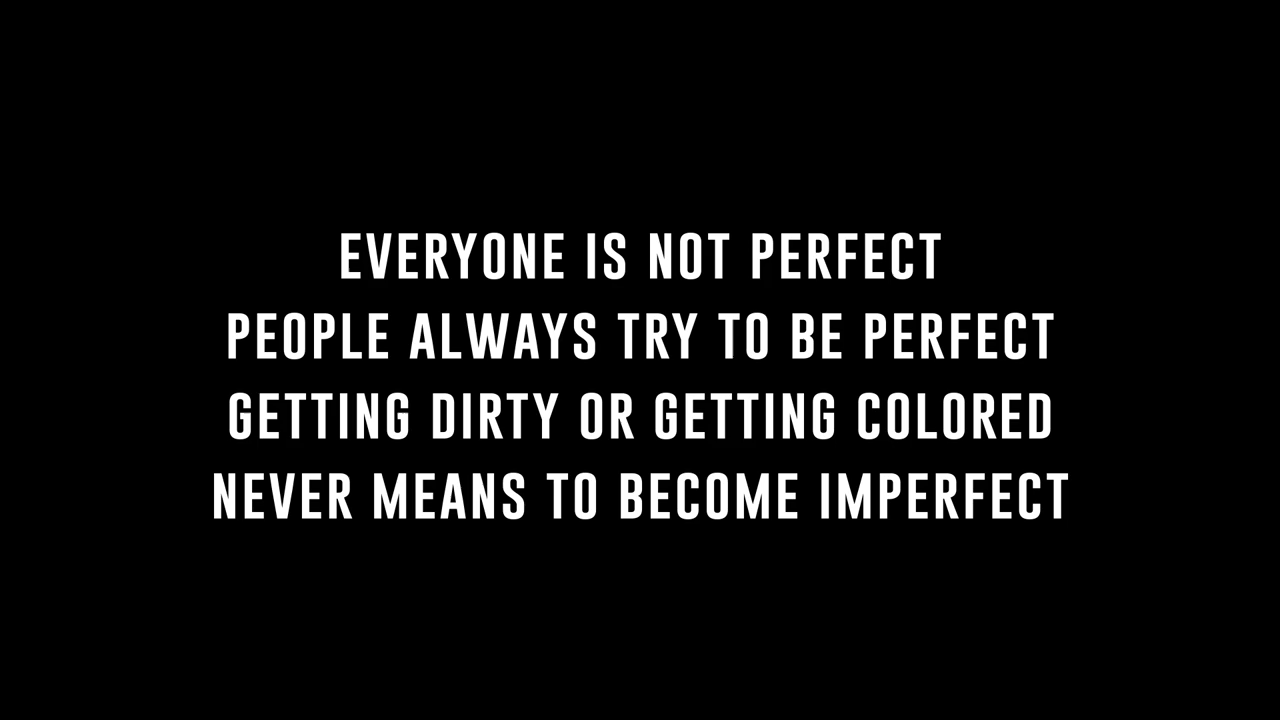 EVERYONE IS NOT PERFECT
PEOPLE ALWAYS TRY TO BE PERFECT
GETTING DIRTY OR GETTING COLORED
NEVER MEANS TO BECOME IMPERFECT